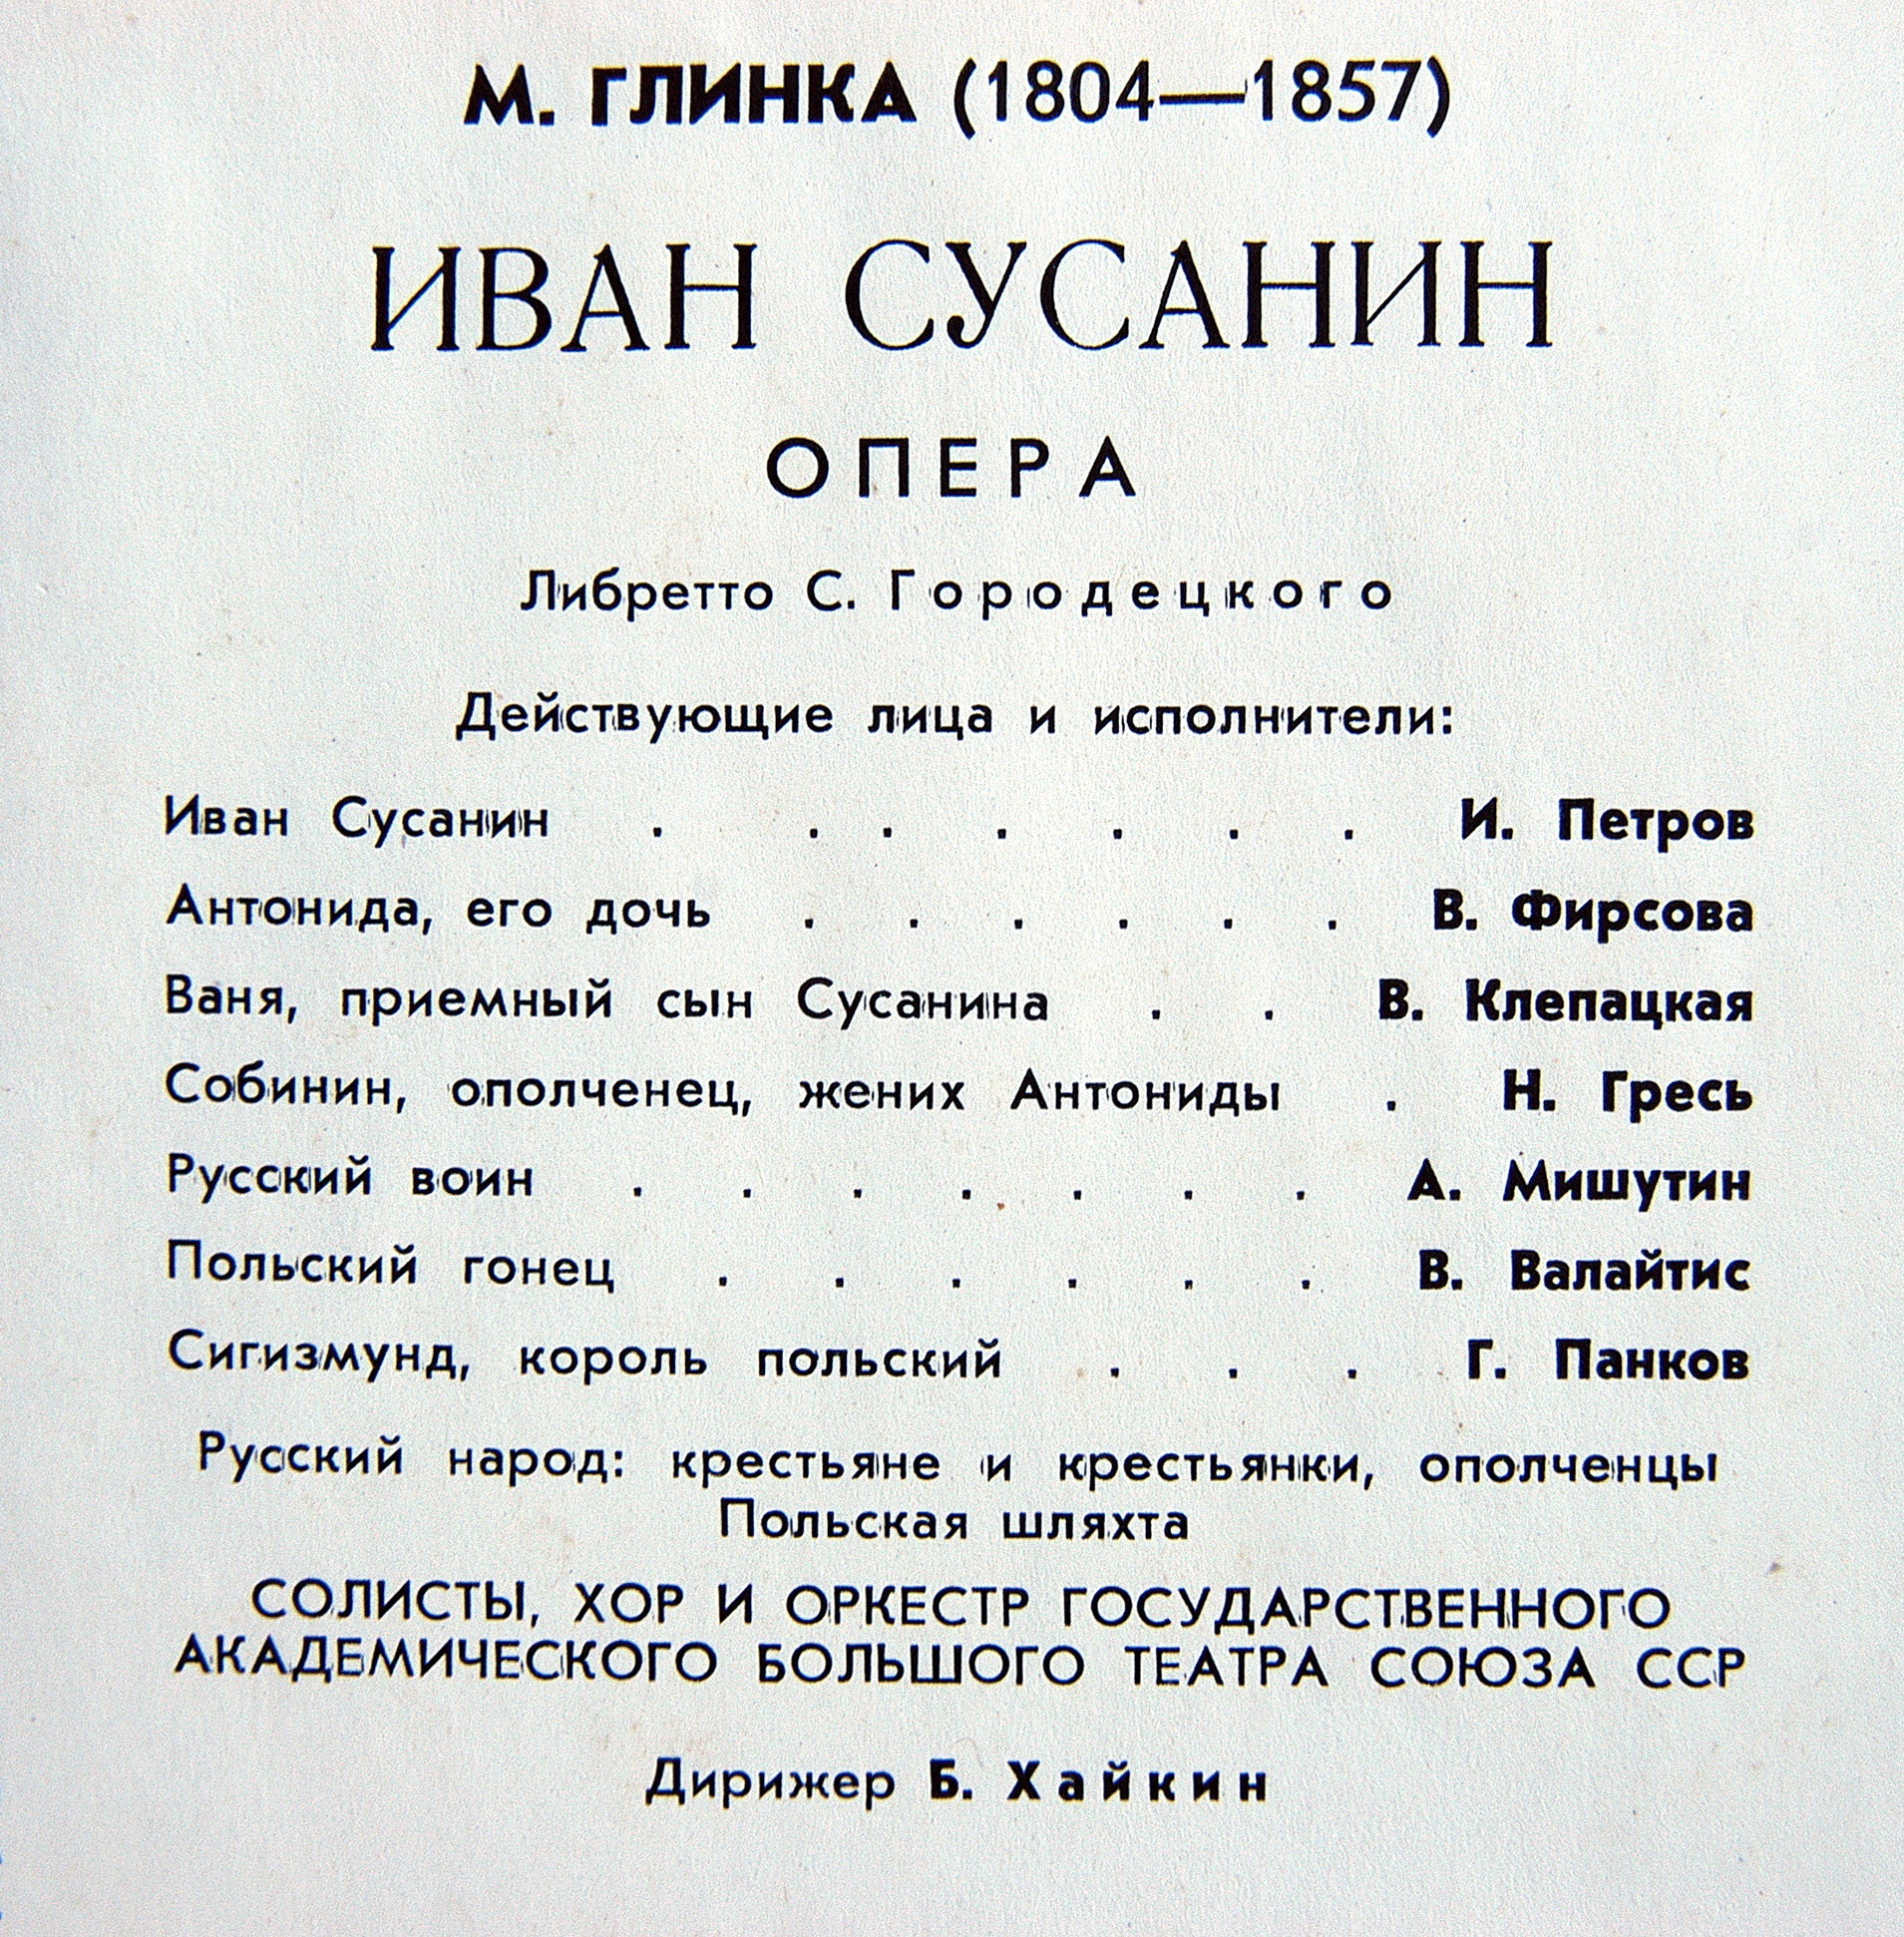 М. ГЛИНКА (1804—1857)
ИВАН СУСАНИН
ОПЕРА
Либретто С. Городецкого
Действующие лица и исполнители:
Иван Сусанин . . . . . . . И. Петров
Антонида, его дочь . . . . . . В. Фирсова
Ваня, приемный сын Сусанина . . В. Клепацкая
Собинин, ополченец, жених Антониды . Н. Гресь
Русский воин . . . . . . . А. Мишутин
Польский гонец . . . . . . В. Валайтис
Сигизмунд, король польский . . . Г. Панков
Русский народ: крестьяне и крестьянки, ополченцы
Польская шляхта
СОЛИСТЫ, ХОР И ОРКЕСТР ГОСУДАРСТВЕННОГО
АКАДЕМИЧЕСКОГО БОЛЬШОГО ТЕАТРА СОЮЗА ССР
Дирижер Б. Хайкин